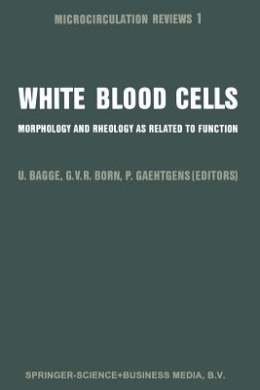 MICROCIRCULATION REVIEWS 1
WHITE BLOOD CELLS
MORPHOLOGY AND RHEOLOGY AS RELATED TO FUNCTION
U. BAGGE, G.V.R. BORN, P. GAEHTGENS (EDITORS)
SPRINGER-SCIENCE+BUSINESS MEDIA, B.V.